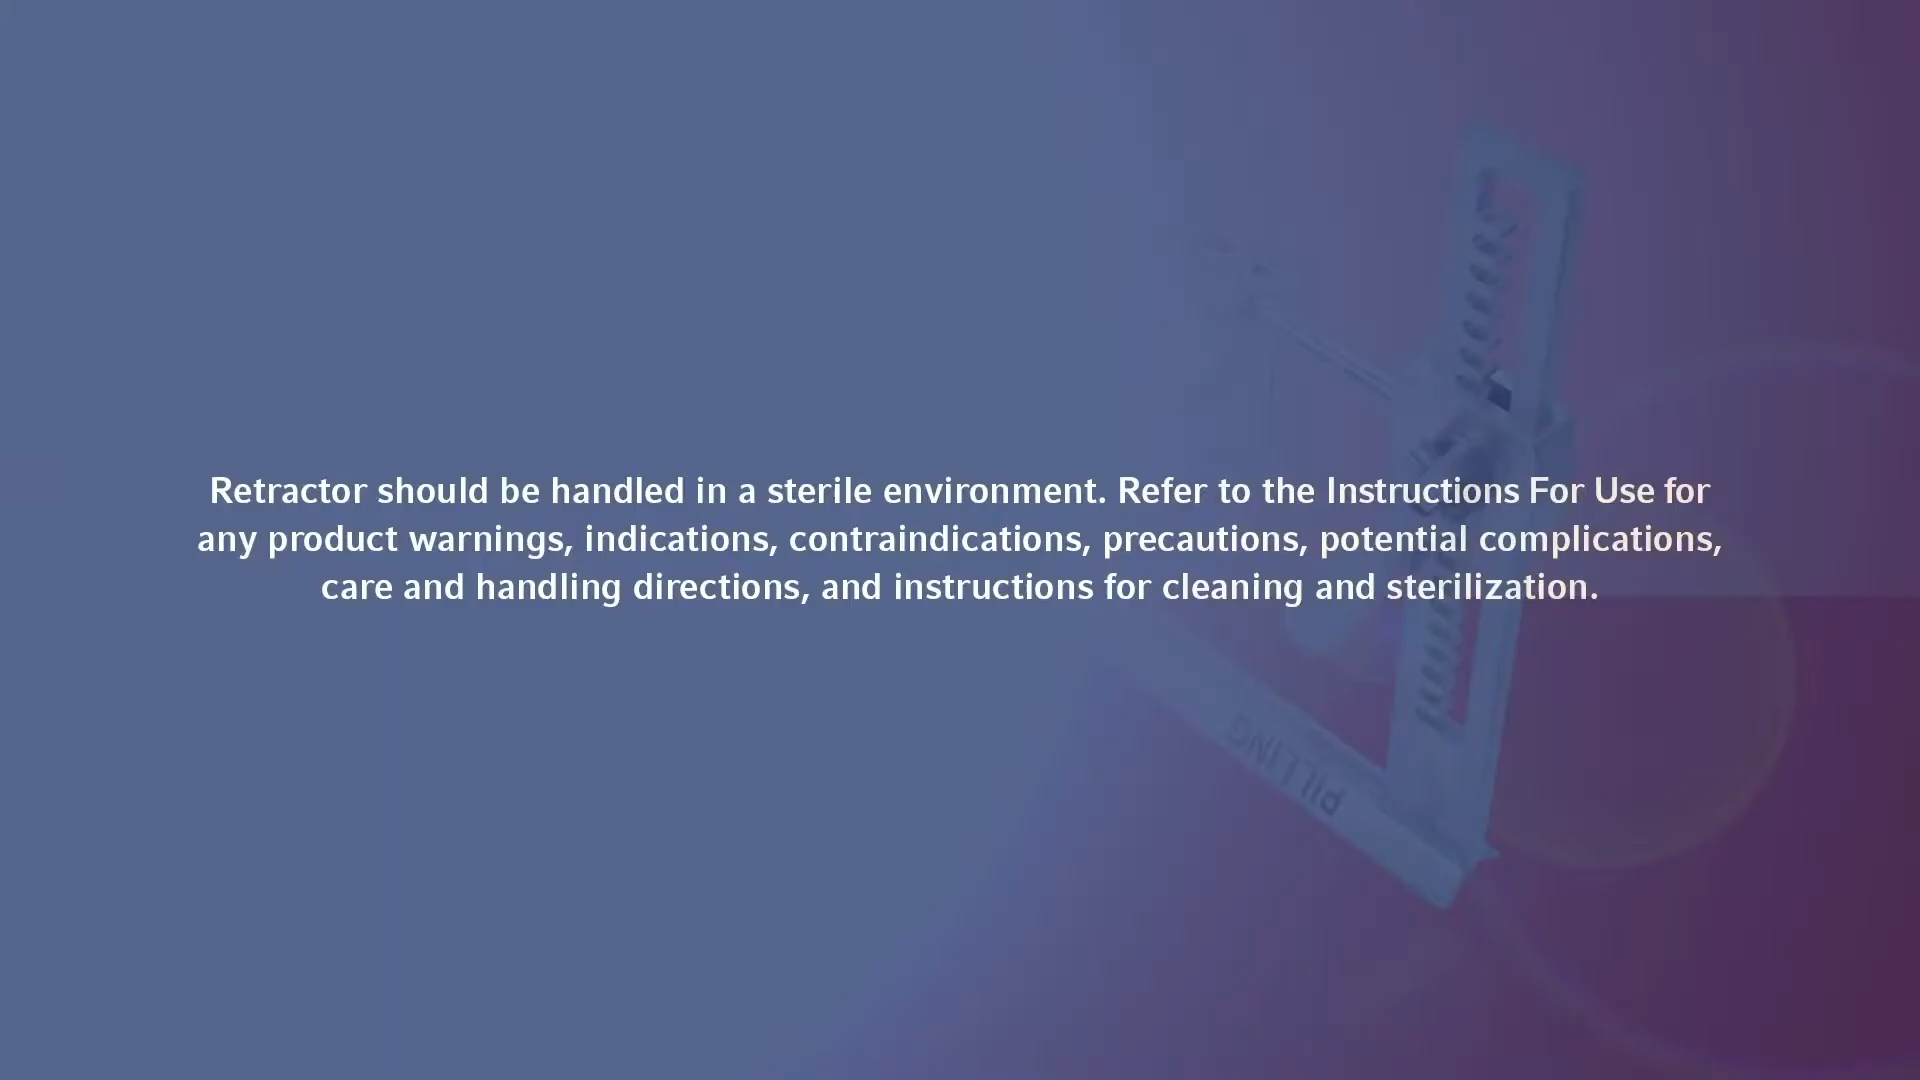 Retractor should be handled in a sterile environment. Refer to the Instructions For Use for
any product warnings, indications, contraindications, precautions, potential complications,
care and handling directions, and instructions for cleaning and sterilization.
PILLING